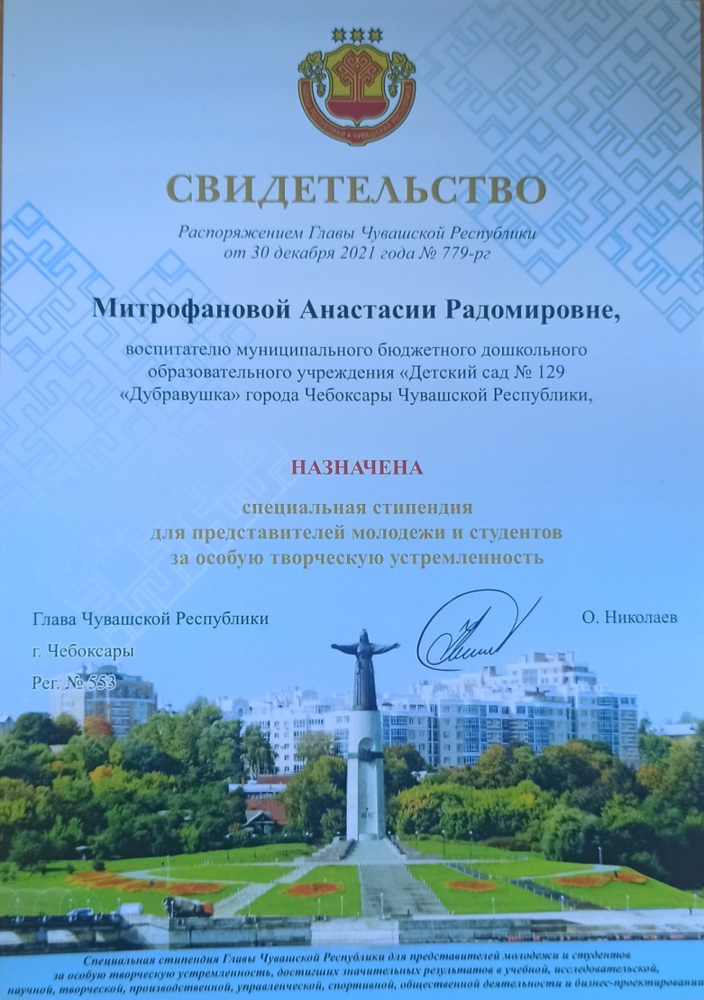 СВИДЕТЕЛЬСТВО
Распоряжением Главы Чувашской Республики
от 30 декабря 2021 года № 779-рг
Митрофановой Анастасии Радомировне,
воспитателю муниципального бюджетного дошкольного
образовательного учреждения «Детский сад № 129
«Дубравушка» города Чебоксары Чувашской Республики,
НАЗНАЧЕНА
специальная стипендия
для представителей молодежи и студентов
за особую творческую устремленность
Глава Чувашской Республики
О. Николаев
г. Чебоксары
Рег. № 553
Специальная стипендия Главы Чувашской Республики для представителей молодежи и студентов
за особую творческую устремленность, достигших значительных результатов в учебной, исследовательской,
научной, творческой, производственной, управленческой, спортивной, общественной деятельности и бизнес-проектировании